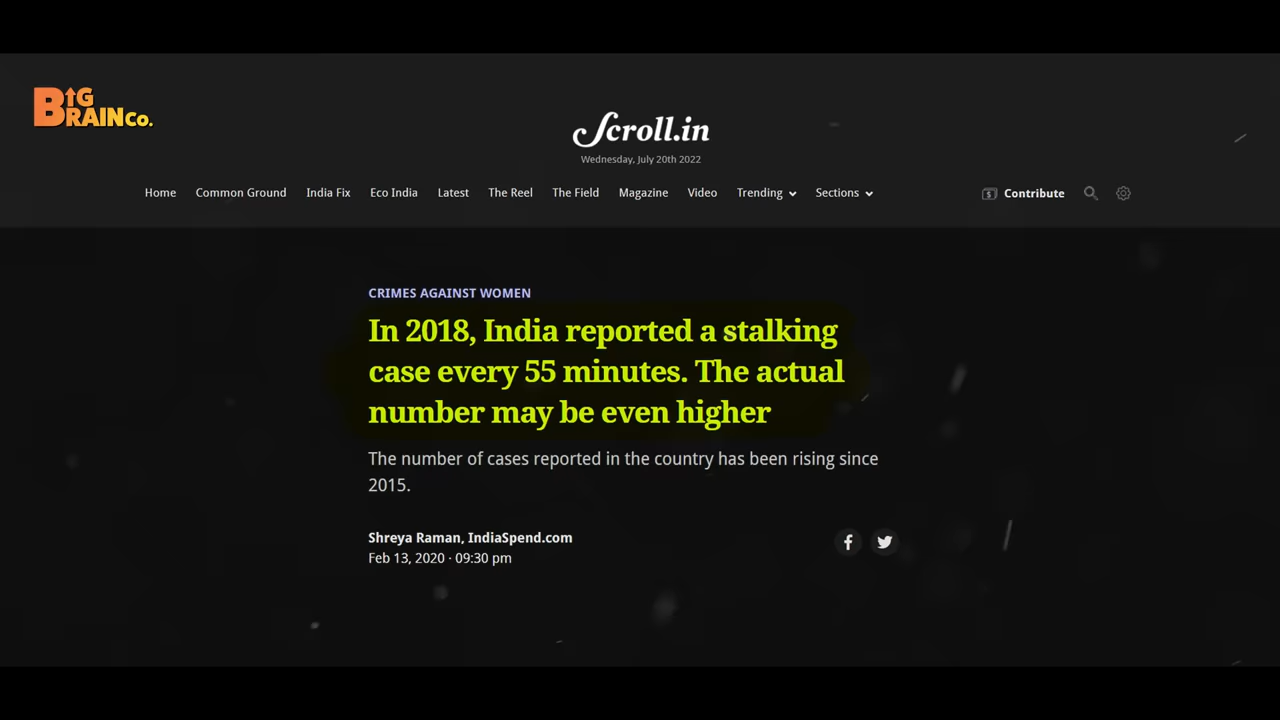 BIG
BRAINCO.
Scroll.in
Wednesday, July 20th 2022
Home Common Ground India Fix Eco India Latest The Reel The Field Magazine Video Trending Sections Contribute
CRIMES AGAINST WOMEN
In 2018, India reported a stalking
case every 55 minutes. The actual
number may be even higher
The number of cases reported in the country has been rising since
2015.
Shreya Raman, IndiaSpend.com
Feb 13, 2020 · 09:30 pm